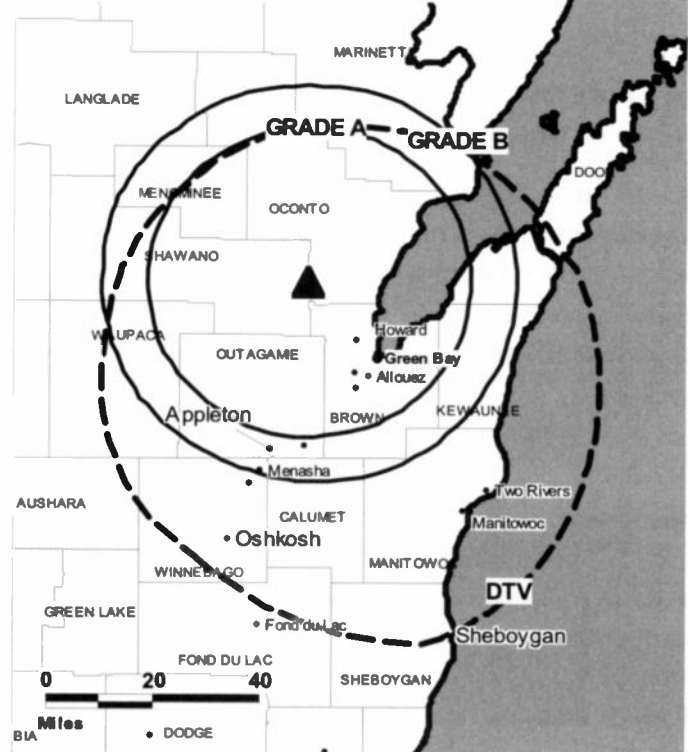 MARINETT
LANGLADE
GRADE A
GRADE B
DOO
MENOMINEE
OCONTO
SHAWANO
Howard
WAUPACA
OUTAGAMIE
Green Bay
Allouez
Appleton
BROWN
KEWAUNEE
Menasha
AUSHARA
Two Rivers
CALUMET
Manitowoc
Oshkosh
MANITOWO
WINNEBAGO
DTV
GREEN LAKE
Fond du Lac
Sheboygan
FOND DU LAC
0 20 40
SHEBOYGAN
Miles
BIA
DODGE